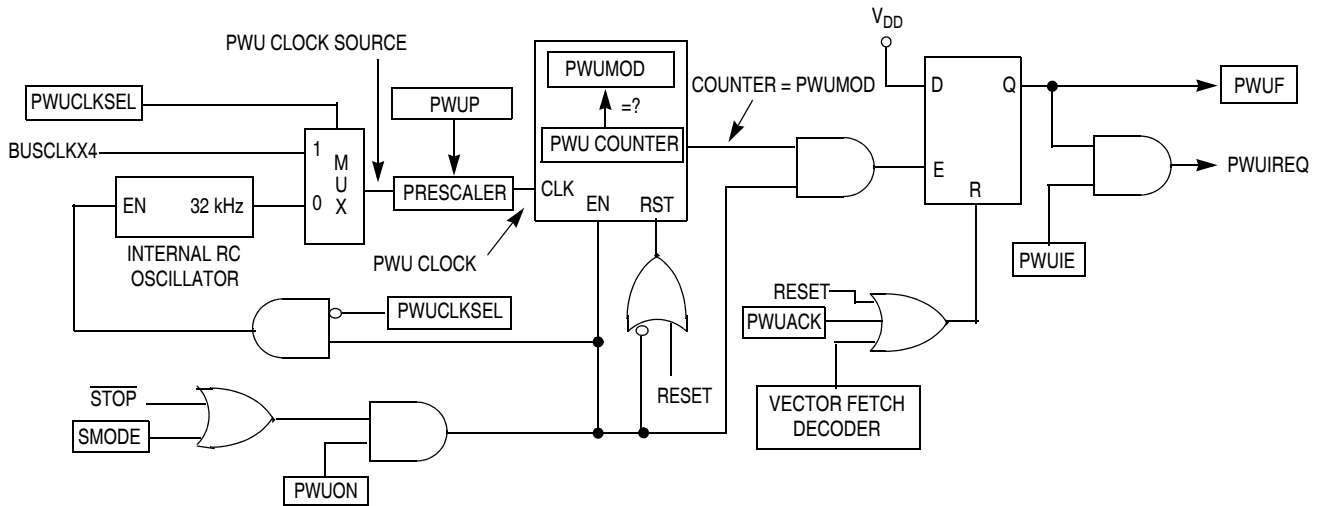 V_DD
PWU CLOCK SOURCE
PWUMOD
COUNTER = PWUMOD
PWUCLKSEL
PWUP
=?
D
Q
PWUF
BUSCLKX4
1
M
U
X
0
PWU COUNTER
EN
32 kHz
PRESCALER
CLK
EN
RST
E
R
PWUIREQ
INTERNAL RC
OSCILLATOR
PWU CLOCK
PWUIE
PWUCLKSEL
RESET
PWUACK
RESET
STOP
SMODE
VECTOR FETCH
DECODER
PWUON